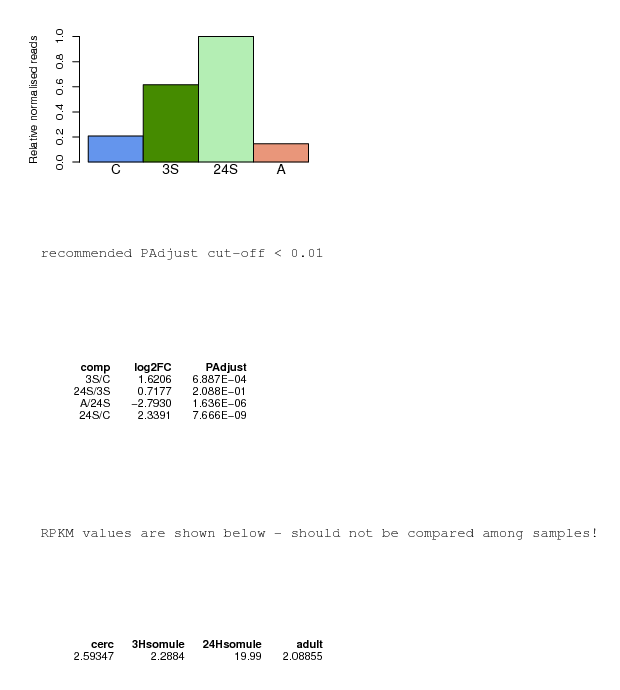 Relative normalised reads
1.0
0.8
0.6
0.4
0.2
0.0
C 3S 24S A
recommended PAdjust cut-off < 0.01
comp log2FC PAdjust
3S/C 1.6206 6.887E-04
24S/3S 0.7177 2.088E-01
A/24S -2.7930 1.636E-06
24S/C 2.3391 7.666E-09
RPKM values are shown below - should not be compared among samples!
cerc 3Hsomule 24Hsomule adult
2.59347 2.2884 19.99 2.08855